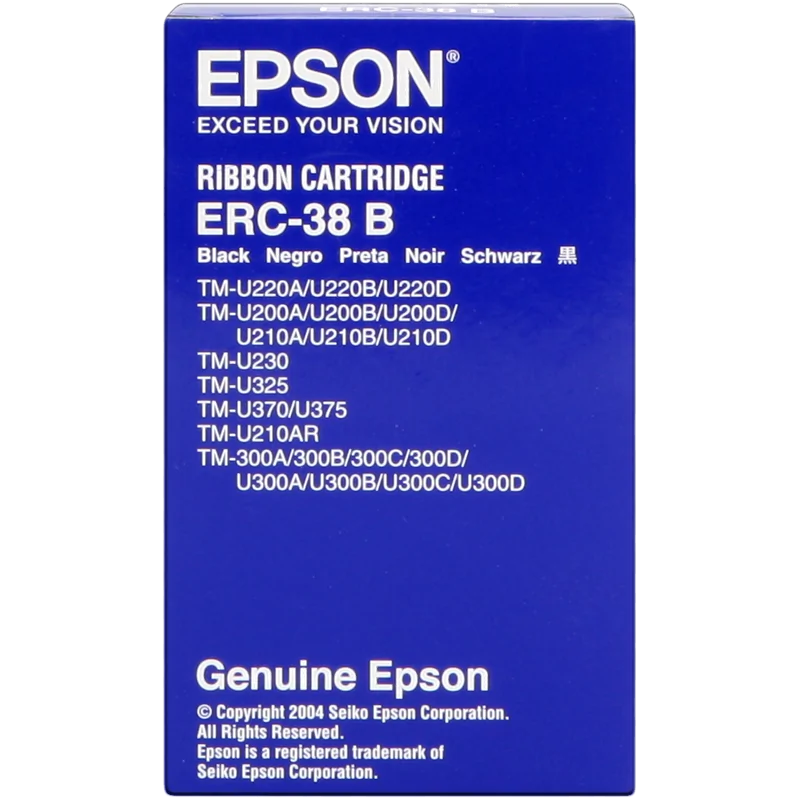 ERC-38 B
EPSON®
EXCEED YOUR VISION
RiBBON CARTRIDGE
ERC-38 B
Black Negro Preta Noir Schwarz 黒
TM-U220A/U220B/U220D
TM-U200A/U200B/U200D/
U210A/U210B/U210D
TM-U230
TM-U325
TM-U370/U375
TM-U210AR
TM-300A/300B/300C/300D/
U300A/U300B/U300C/U300D
Genuine Epson
© Copyright 2004 Seiko Epson Corporation.
All Rights Reserved.
Epson is a registered trademark of
Seiko Epson Corporation.